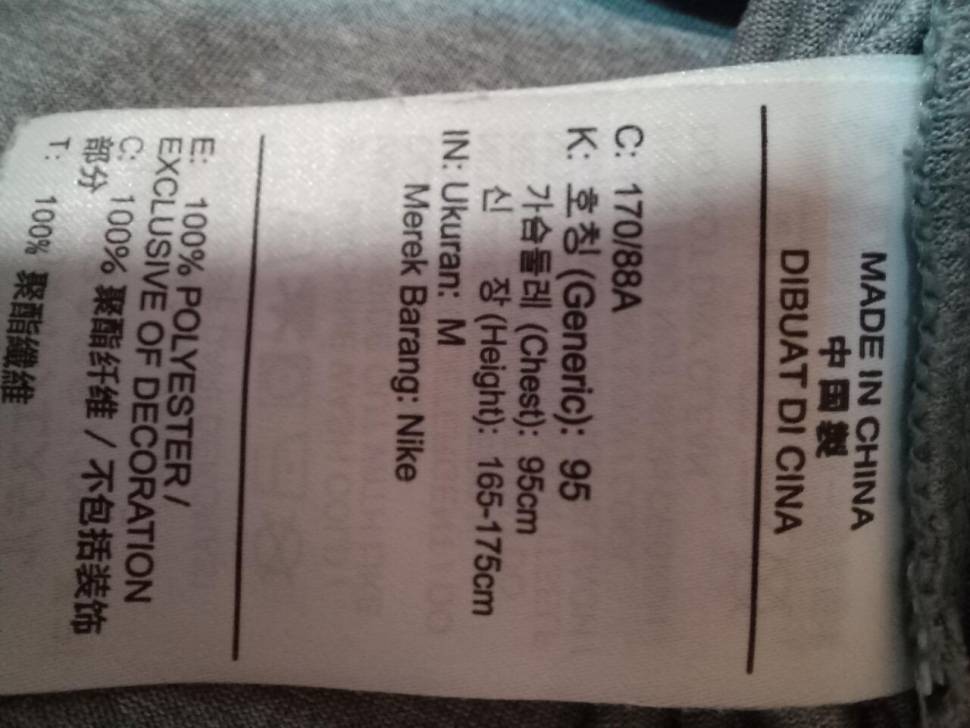 MADE IN CHINA
中國製
DIBUAT DI CINA
C: 170/88A
K: 호칭 (Generic): 95
가슴둘레 (Chest): 95cm
신 장 (Height): 165-175cm
IN: Ukuran: M
Merek Barang: Nike
E: 100% POLYESTER /
EXCLUSIVE OF DECORATION
C: 100% 聚酯纤维 / 不包括装饰
部分
T: 100% 聚酯纖維